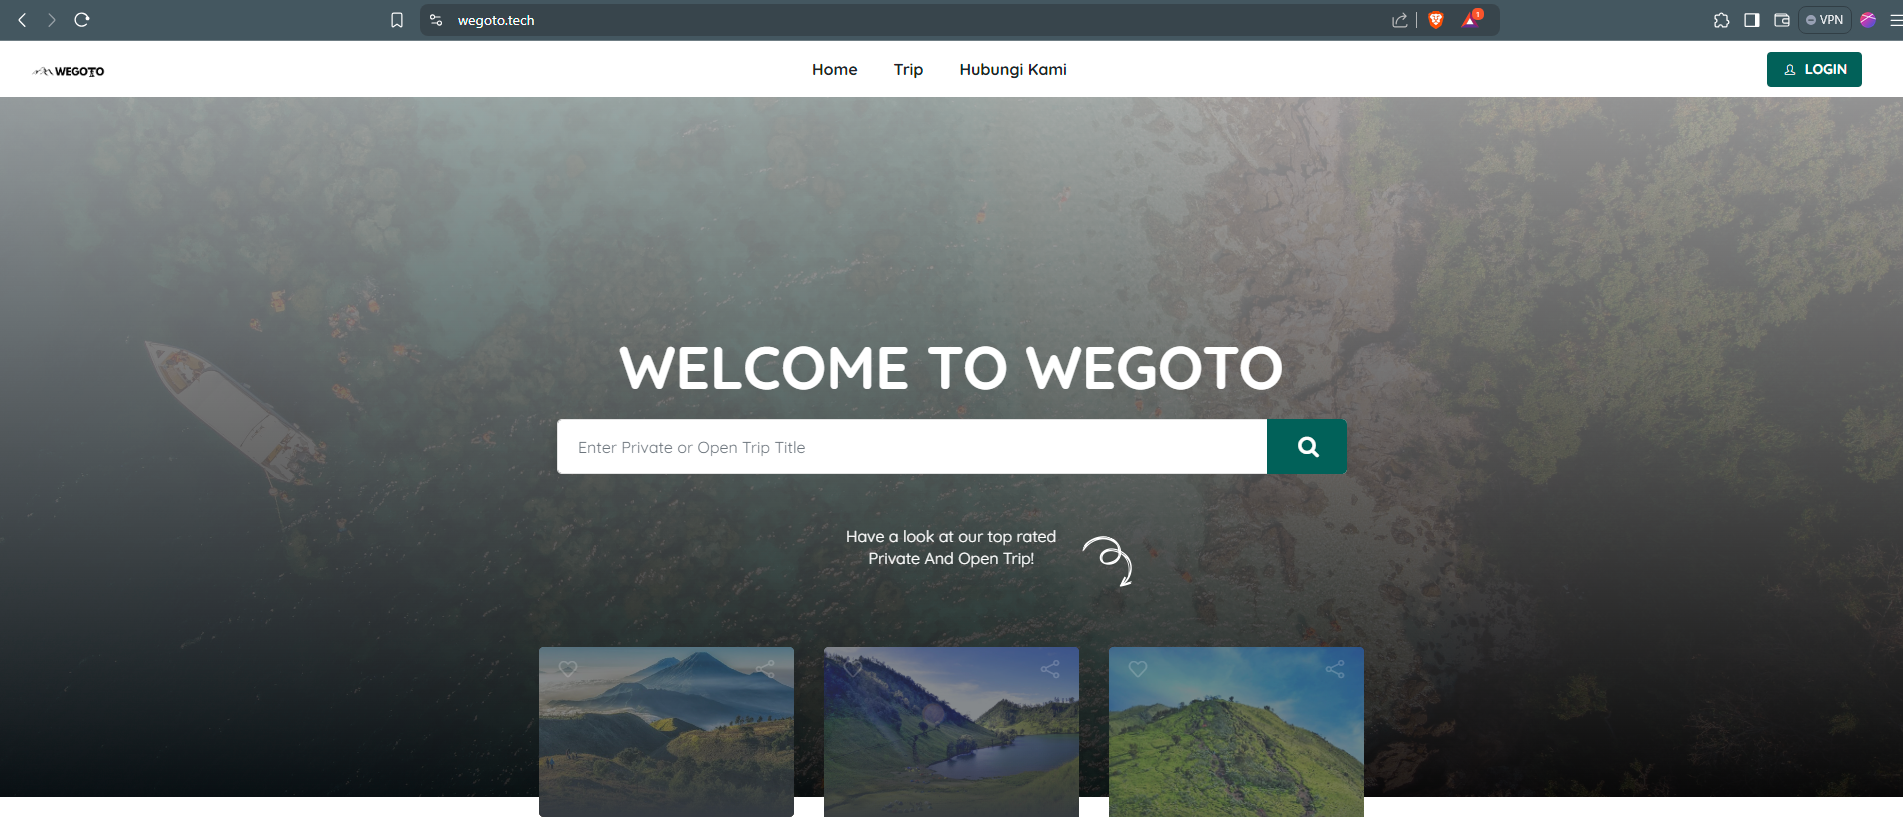 wegoto.tech
1
VPN
WEGOTO
Home
Trip
Hubungi Kami
LOGIN
WELCOME TO WEGOTO
Enter Private or Open Trip Title
Have a look at our top rated
Private And Open Trip!